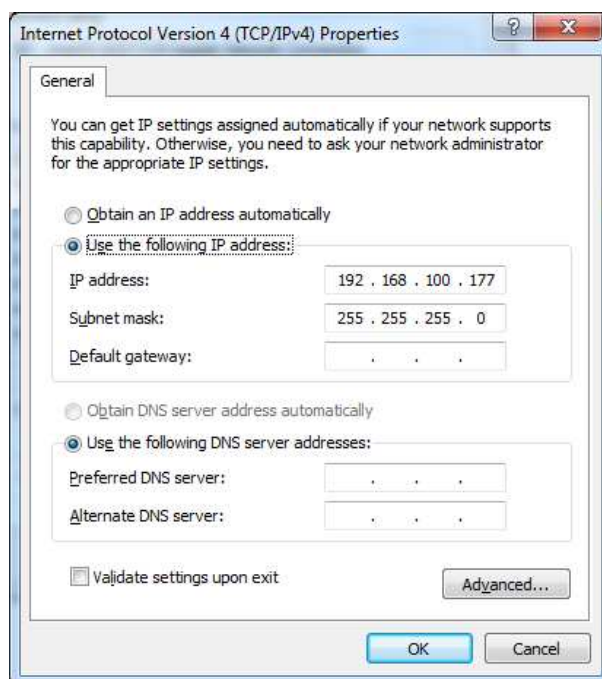 Internet Protocol Version 4 (TCP/IPv4) Properties
General
You can get IP settings assigned automatically if your network supports
this capability. Otherwise, you need to ask your network administrator
for the appropriate IP settings.
Obtain an IP address automatically
Use the following IP address:
IP address: 192 . 168 . 100 . 177
Subnet mask: 255 . 255 . 255 . 0
Default gateway: . . .
Obtain DNS server address automatically
Use the following DNS server addresses:
Preferred DNS server: . . .
Alternate DNS server: . . .
Validate settings upon exit
Advanced...
OK Cancel